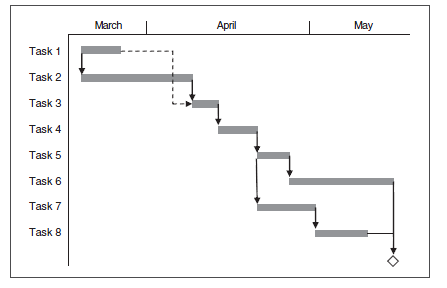 March April May
Task 1
Task 2
Task 3
Task 4
Task 5
Task 6
Task 7
Task 8